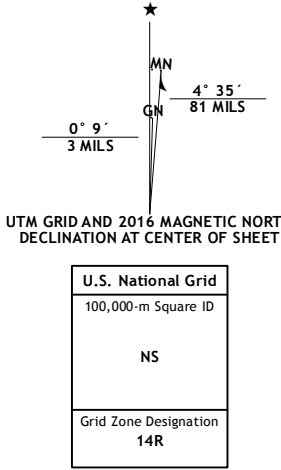 MN
4° 35´
81 MILS
GN
0° 9´
3 MILS
UTM GRID AND 2016 MAGNETIC NORT
DECLINATION AT CENTER OF SHEET
U.S. National Grid
100,000-m Square ID
NS
Grid Zone Designation
14R